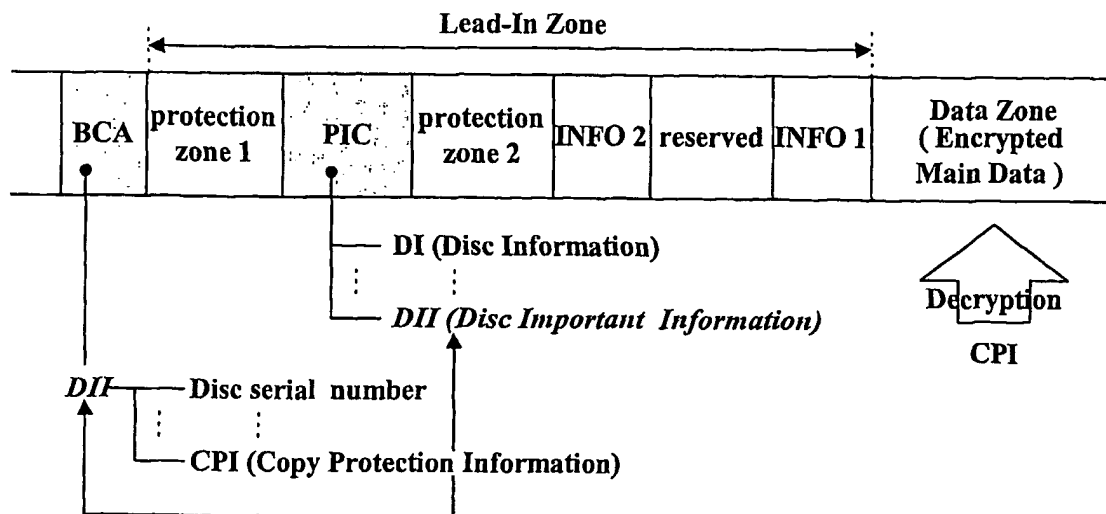 Lead-In Zone
BCA
protection
zone 1
PIC
protection
zone 2
INFO 2
reserved
INFO 1
Data Zone
( Encrypted
Main Data )
DI (Disc Information)
DII (Disc Important Information)
Decryption
CPI
DII
Disc serial number
CPI (Copy Protection Information)